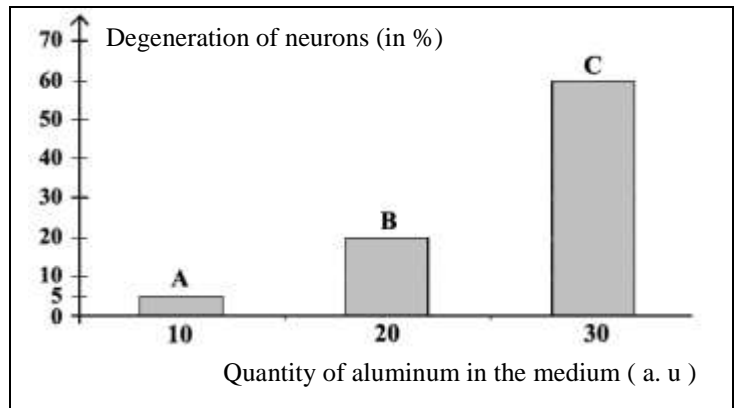 Degeneration of neurons (in %)
70
60
50
40
30
20
10
5
0
A
B
C
10 20 30
Quantity of aluminum in the medium ( a. u )